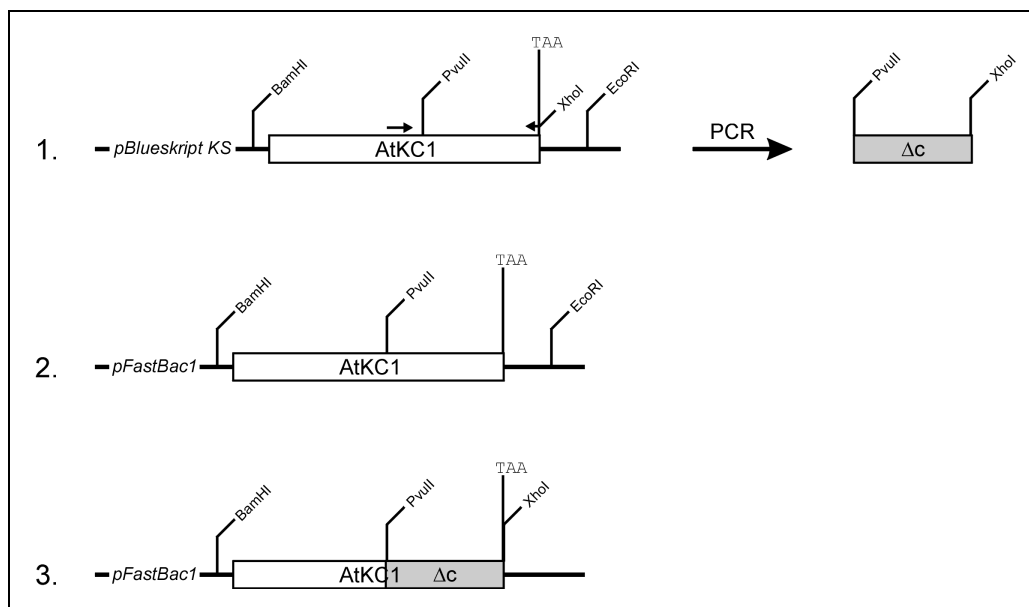 TAA
BamHI
PvuII
XhoI
EcoRI
1.
pBlueskript KS
AtKC1
PCR
PvuII
XhoI
Δc
TAA
BamHI
PvuII
EcoRI
2.
pFastBac1
AtKC1
TAA
BamHI
PvuII
XhoI
3.
pFastBac1
AtKC1
Δc